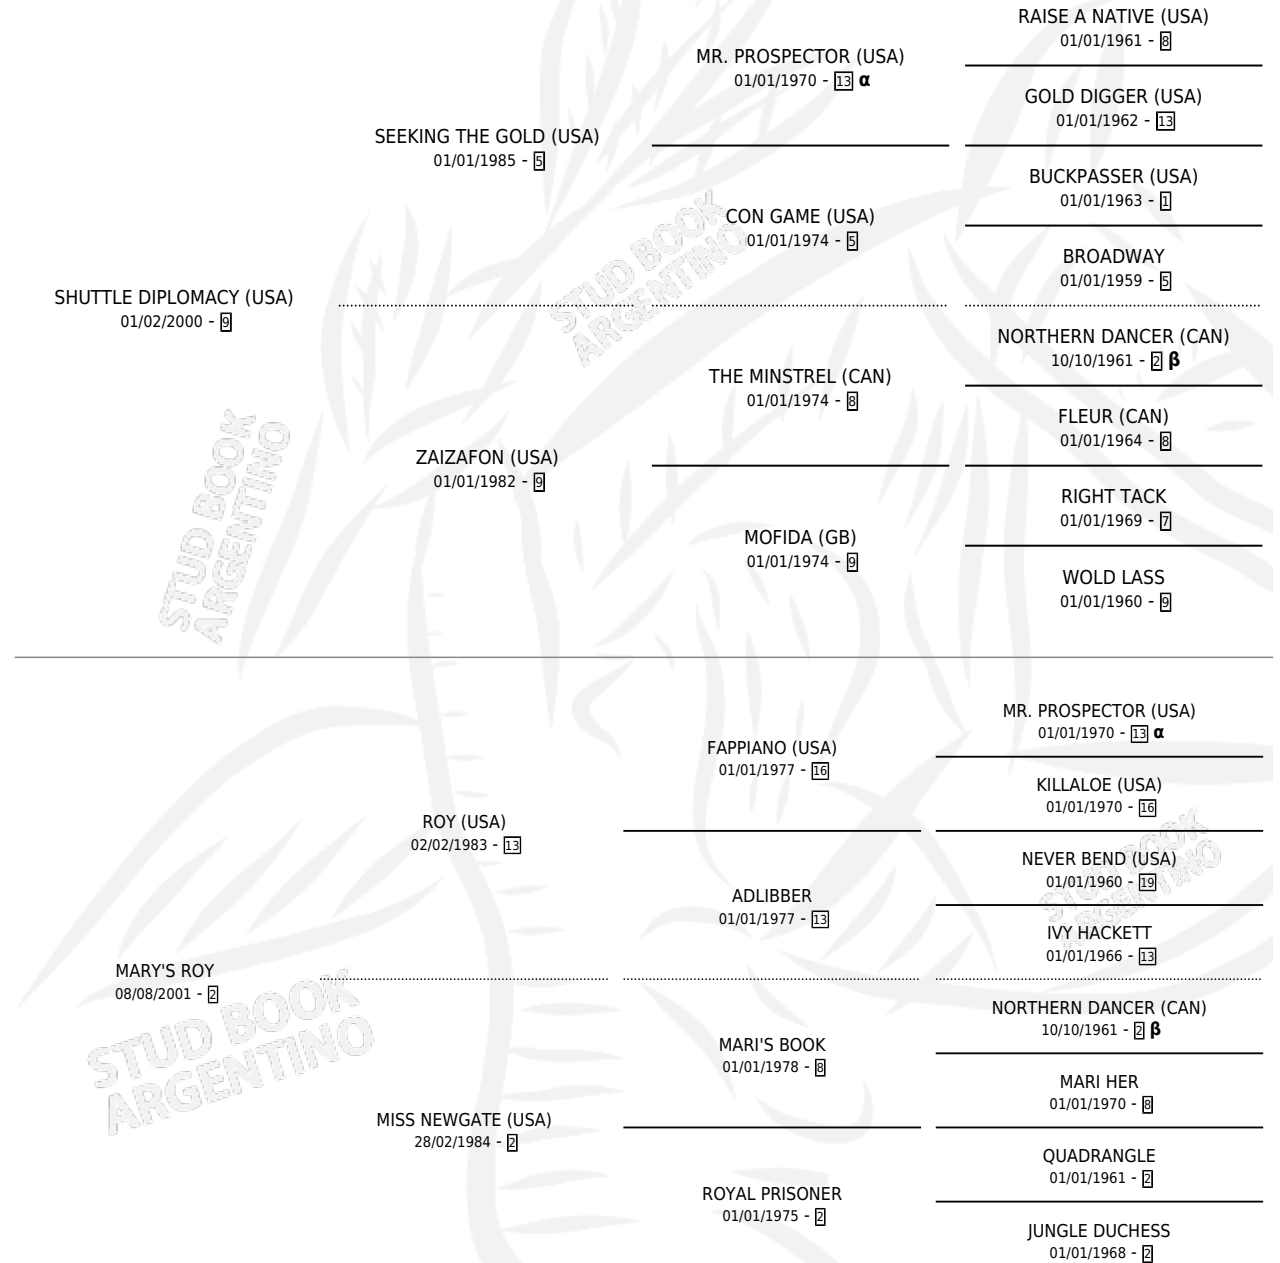 SHUTTLE DIPLOMACY (USA)
01/02/2000 - 9
SEEKING THE GOLD (USA)
01/01/1985 - 5
MR. PROSPECTOR (USA)
01/01/1970 - 13 α
RAISE A NATIVE (USA)
01/01/1961 - 8
GOLD DIGGER (USA)
01/01/1962 - 13
CON GAME (USA)
01/01/1974 - 5
BUCKPASSER (USA)
01/01/1963 - 1
BROADWAY
01/01/1959 - 5
ZAIZAFON (USA)
01/01/1982 - 9
THE MINSTREL (CAN)
01/01/1974 - 8
NORTHERN DANCER (CAN)
10/10/1961 - 2 β
FLEUR (CAN)
01/01/1964 - 8
MOFIDA (GB)
01/01/1974 - 9
RIGHT TACK
01/01/1969 - 7
WOLD LASS
01/01/1960 - 9
MARY'S ROY
08/08/2001 - 2
ROY (USA)
02/02/1983 - 13
FAPPIANO (USA)
01/01/1977 - 16
MR. PROSPECTOR (USA)
01/01/1970 - 13 α
KILLALOE (USA)
01/01/1970 - 16
ADLIBBER
01/01/1977 - 13
NEVER BEND (USA)
01/01/1960 - 19
IVY HACKETT
01/01/1966 - 13
MISS NEWGATE (USA)
28/02/1984 - 2
MARI'S BOOK
01/01/1978 - 8
NORTHERN DANCER (CAN)
10/10/1961 - 2 β
MARI HER
01/01/1970 - 8
ROYAL PRISONER
01/01/1975 - 2
QUADRANGLE
01/01/1961 - 2
JUNGLE DUCHESS
01/01/1968 - 2
STUD BOOK
ARGENTINO
STUD BOOK
ARGENTINO
STUD BOOK
ARGENTINO
STUD BOOK
ARGENTINO